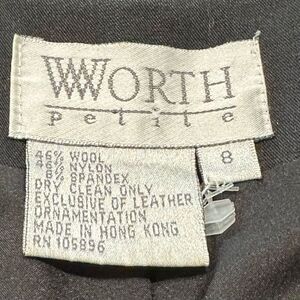 WORTH
petite
8
46% WOOL
46% NYLON
8% SPANDEX
DRY CLEAN ONLY
EXCLUSIVE OF LEATHER
ORNAMENTATION
MADE IN HONG KONG
RN 105896